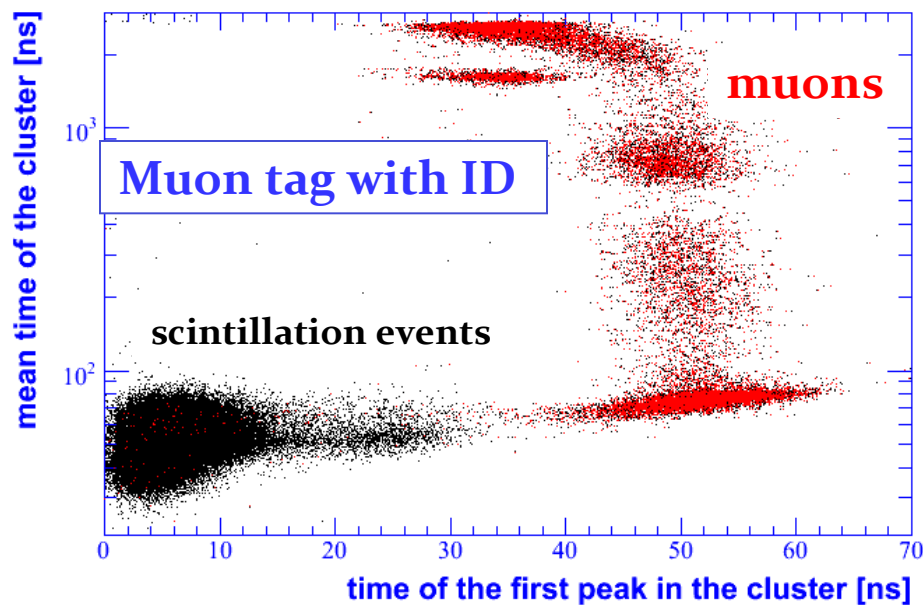 mean time of the cluster [ns]
10³
10²
muons
Muon tag with ID
scintillation events
0 10 20 30 40 50 60 70
time of the first peak in the cluster [ns]